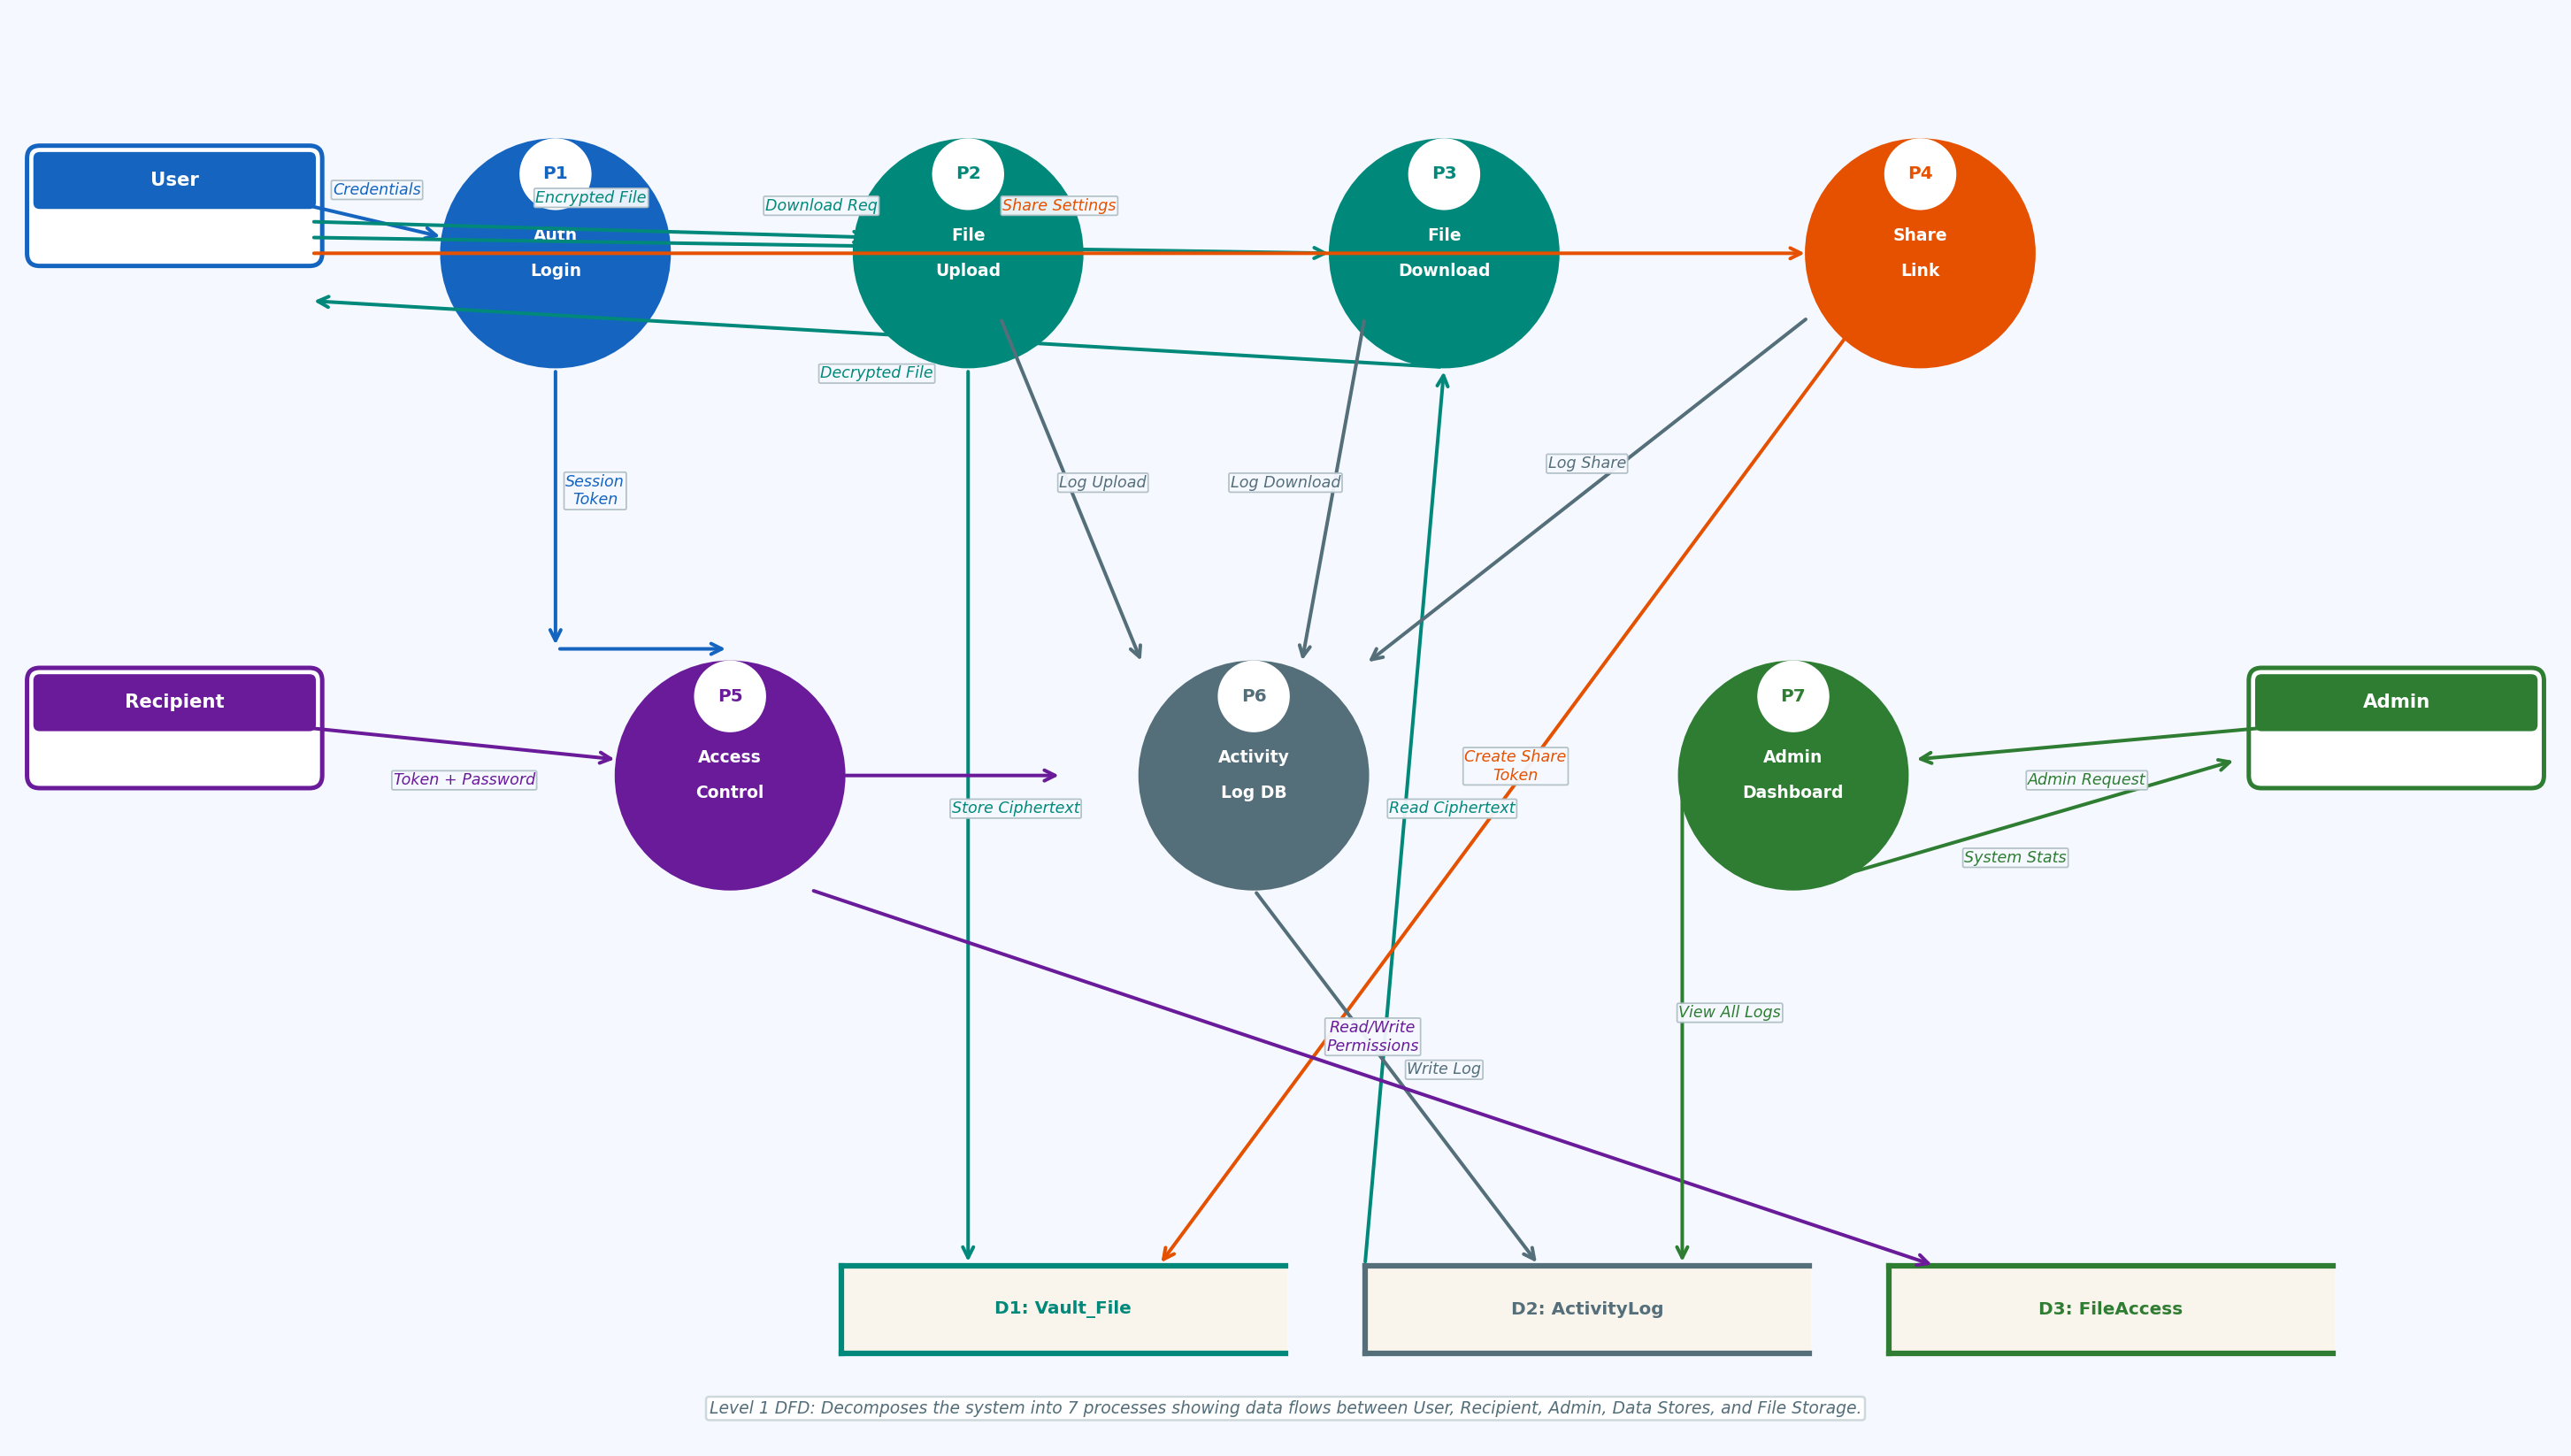 User
Credentials
P1
Encrypted File
Auth
Login
Download Req
P2
Share Settings
File
Upload
P3
File
Download
P4
Share
Link
Decrypted File
Session
Token
Log Upload
Log Download
Log Share
Recipient
Token + Password
P5
Access
Control
Store Ciphertext
P6
Activity
Log DB
Read Ciphertext
Create Share
Token
P7
Admin
Dashboard
Admin
Admin Request
System Stats
View All Logs
Read/Write
Permissions
Write Log
D1: Vault_File
D2: ActivityLog
D3: FileAccess
Level 1 DFD: Decomposes the system into 7 processes showing data flows between User, Recipient, Admin, Data Stores, and File Storage.